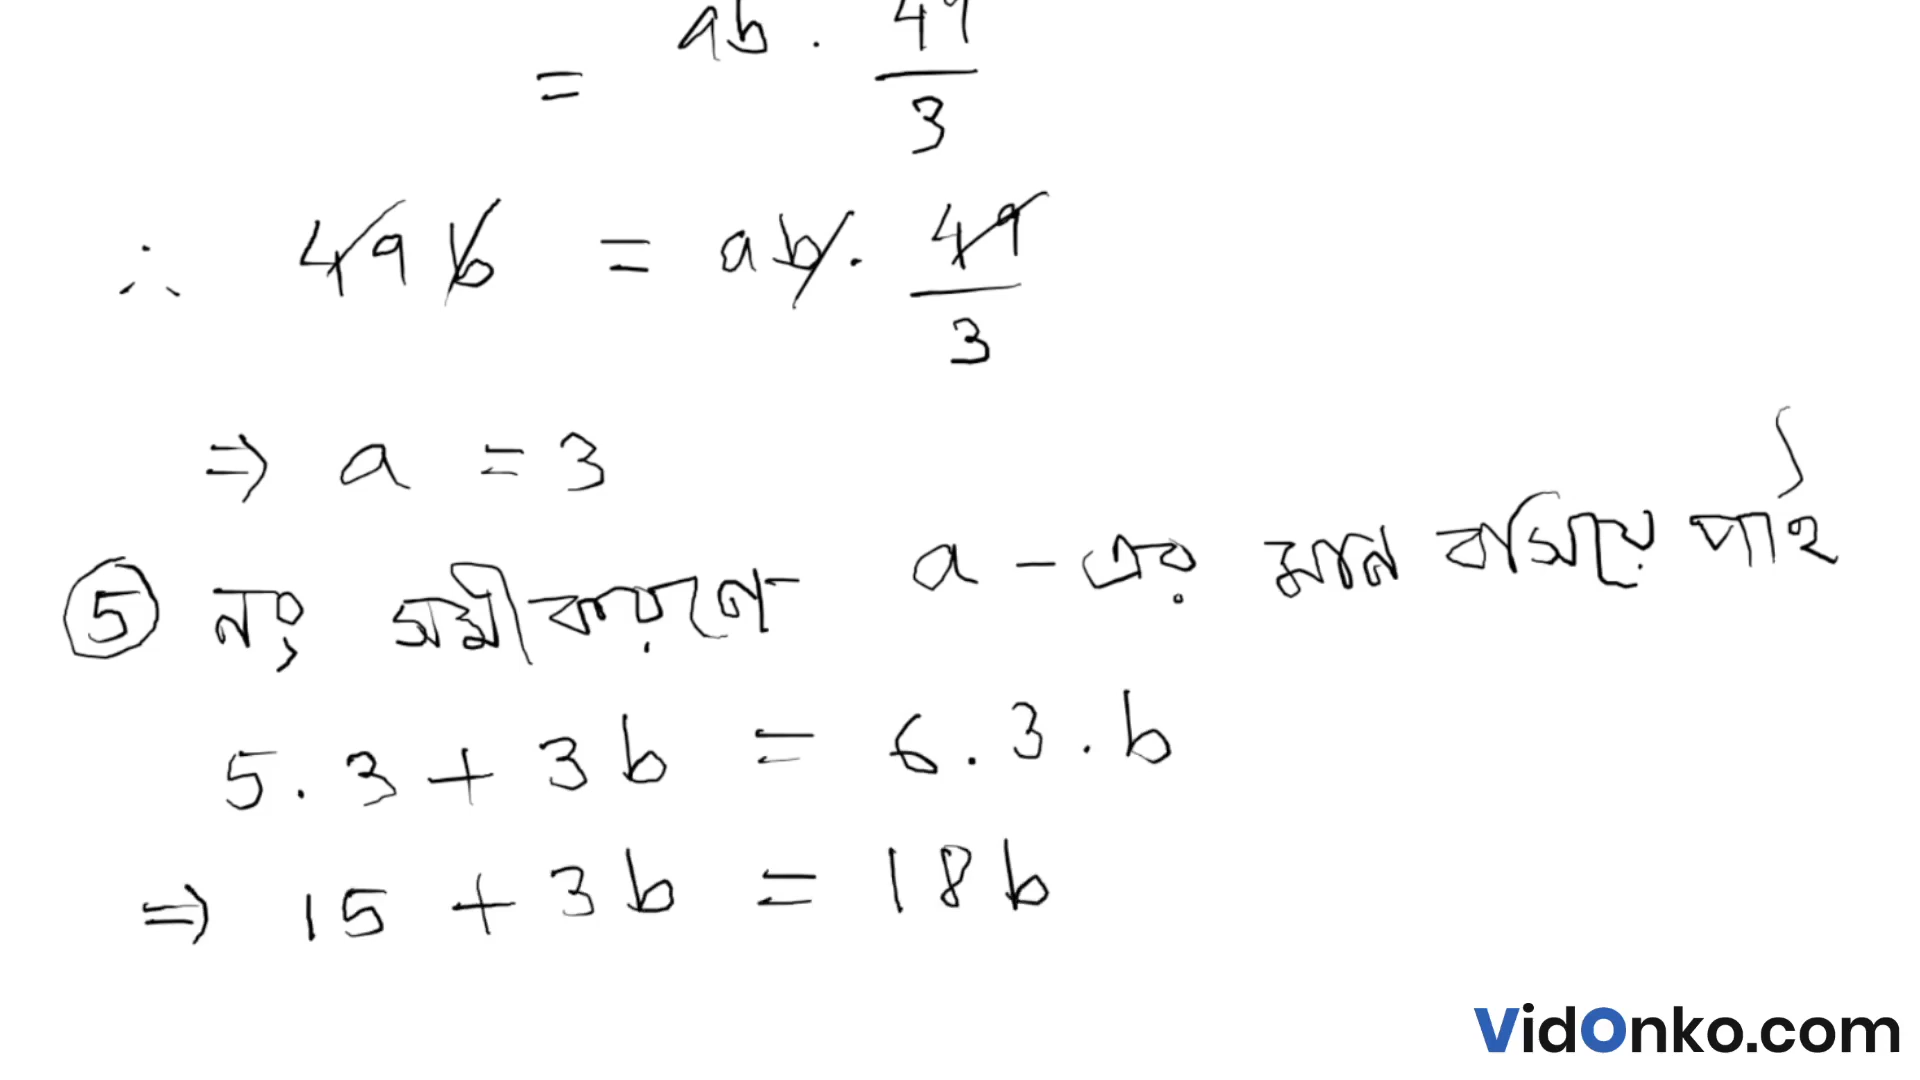 = ab . 49/3
∴ 49b = ab . 49/3
⇒ a = 3
⑤ নং সমীকরণে a - এর মান বসিয়ে পাই
5 . 3 + 3b = 6 . 3 . b
⇒ 15 + 3b = 18b
VidOnko.com